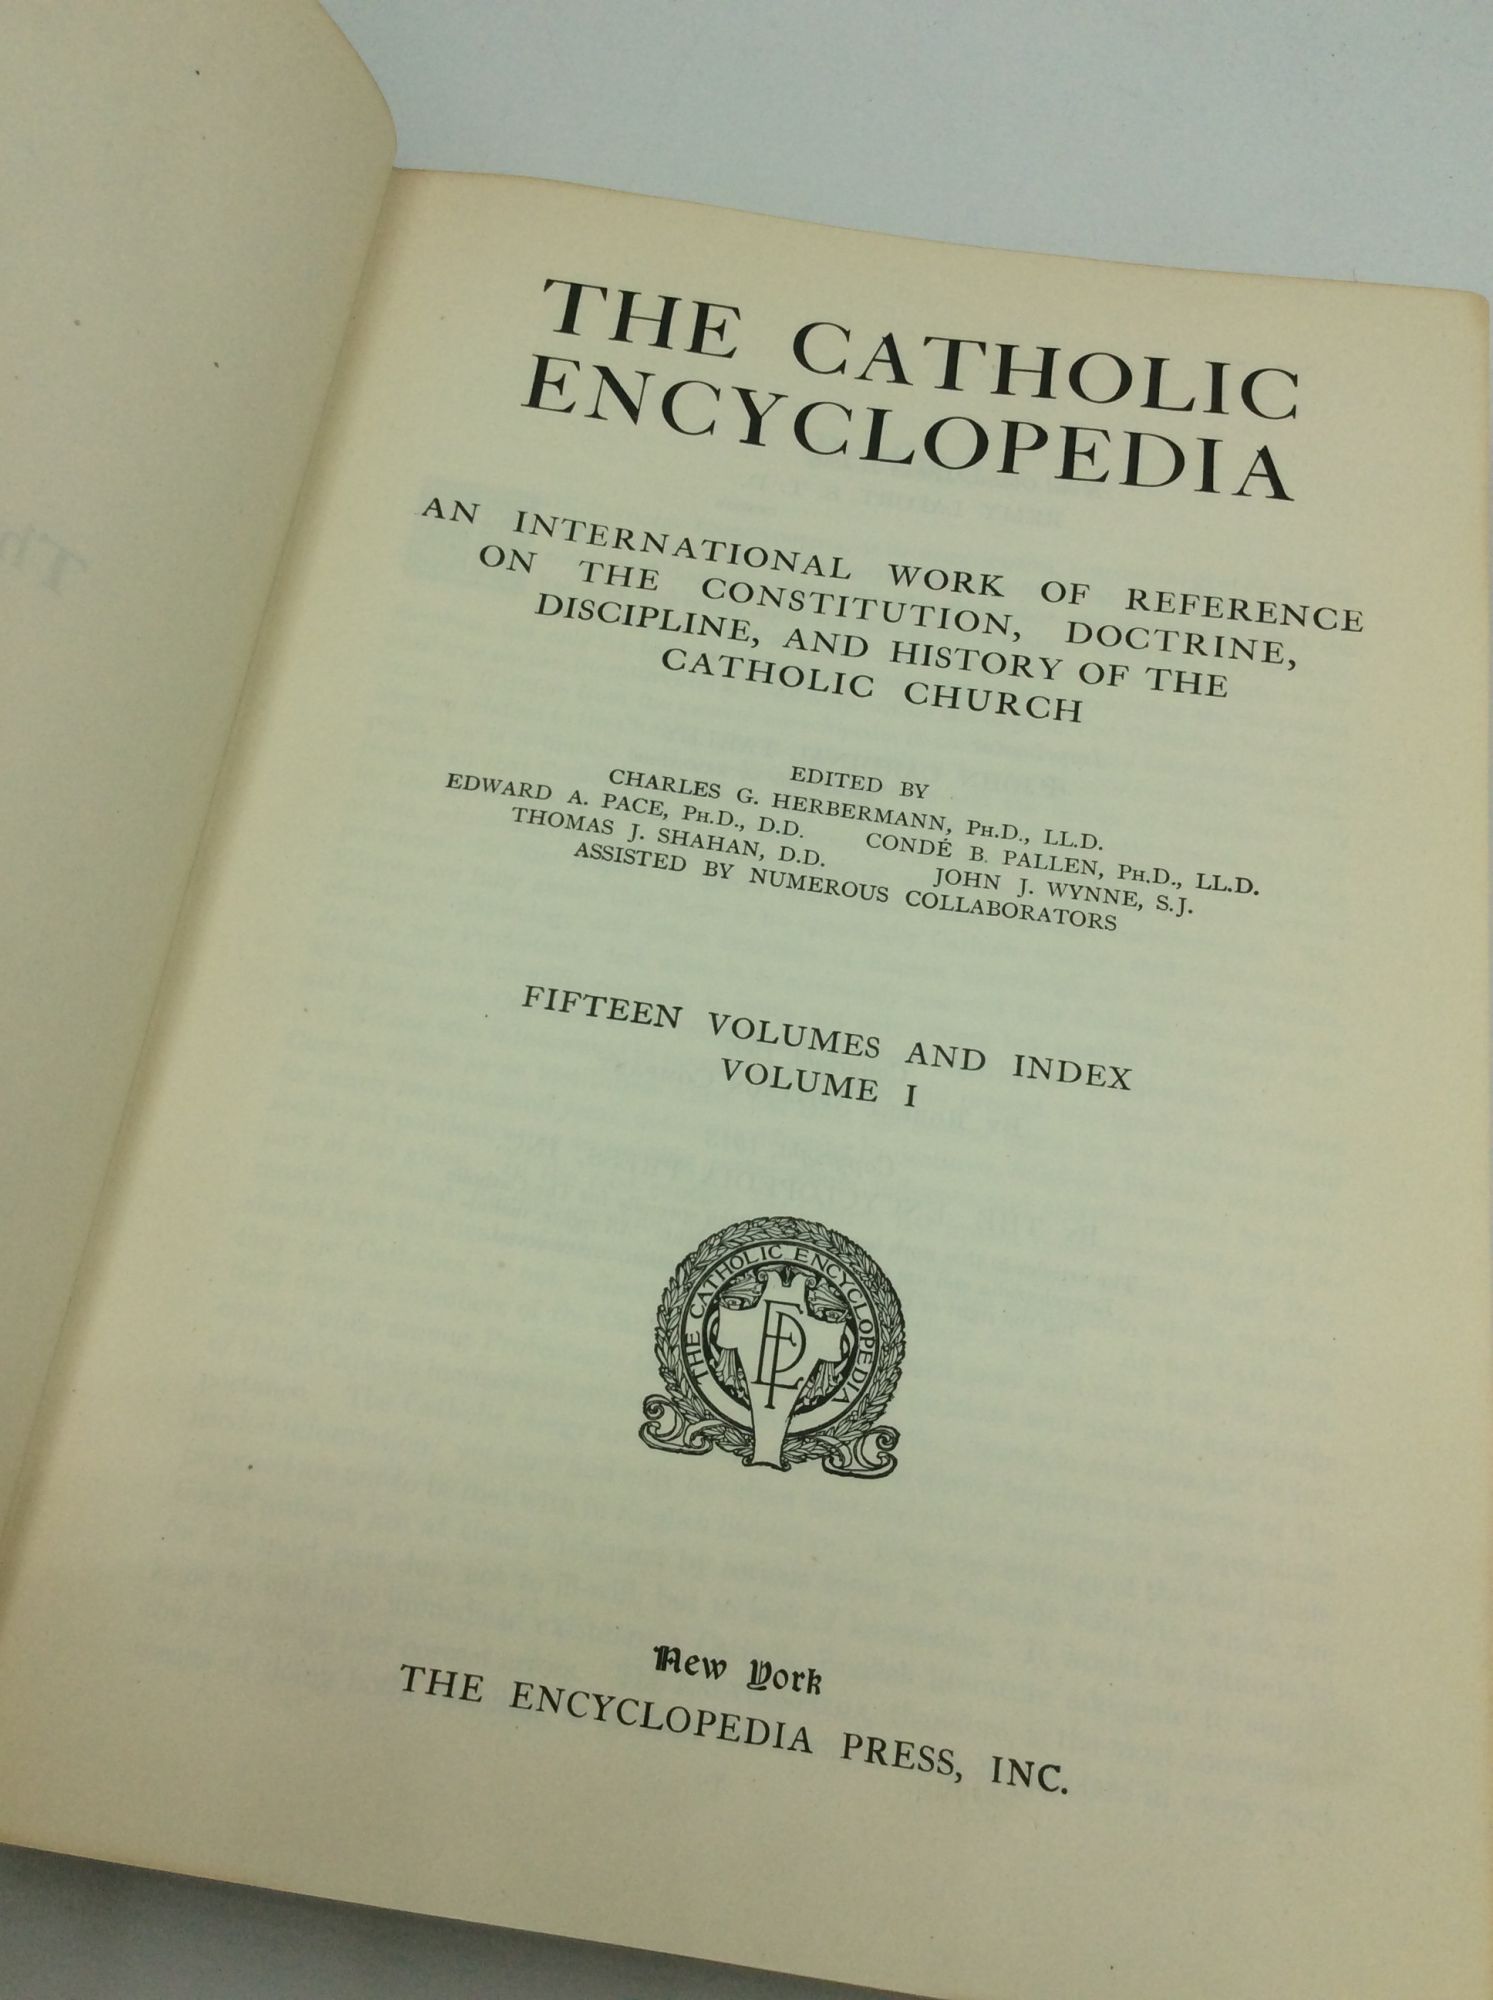 THE CATHOLIC
ENCYCLOPEDIA
AN INTERNATIONAL WORK OF REFERENCE
ON THE CONSTITUTION, DOCTRINE,
DISCIPLINE, AND HISTORY OF THE
CATHOLIC CHURCH
EDITED BY
CHARLES G. HERBERMANN, Ph.D., LL.D.
EDWARD A. PACE, Ph.D., D.D. CONDÉ B. PALLEN, Ph.D., LL.D.
THOMAS J. SHAHAN, D.D. JOHN J. WYNNE, S.J.
ASSISTED BY NUMEROUS COLLABORATORS
FIFTEEN VOLUMES AND INDEX
VOLUME I
THE CATHOLIC ENCYCLOPEDIA
New York
THE ENCYCLOPEDIA PRESS, INC.